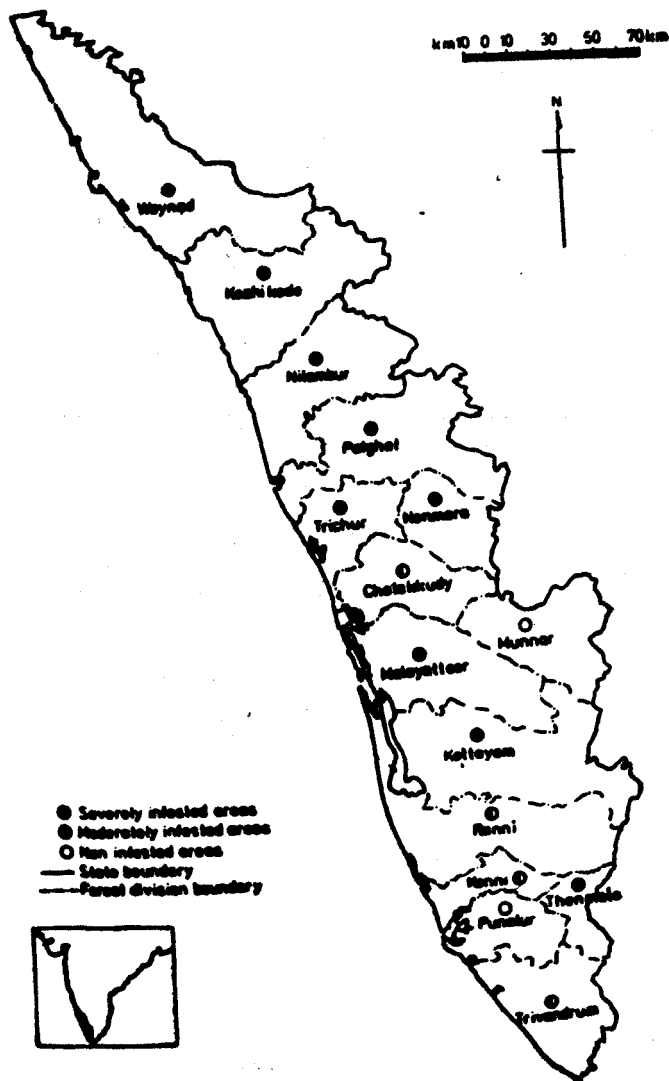 km10 0 10 30 50 70km
N
Waynad
Kozhikode
Nilambur
Palghat
Trichur
Nenmara
Chalakkudy
Munnar
Malayattoor
Kottayam
Ranni
Konni
Thenmala
Punalur
Trivandrum
Severely infested areas
Moderately infested areas
Non infested areas
State boundary
Forest division boundary